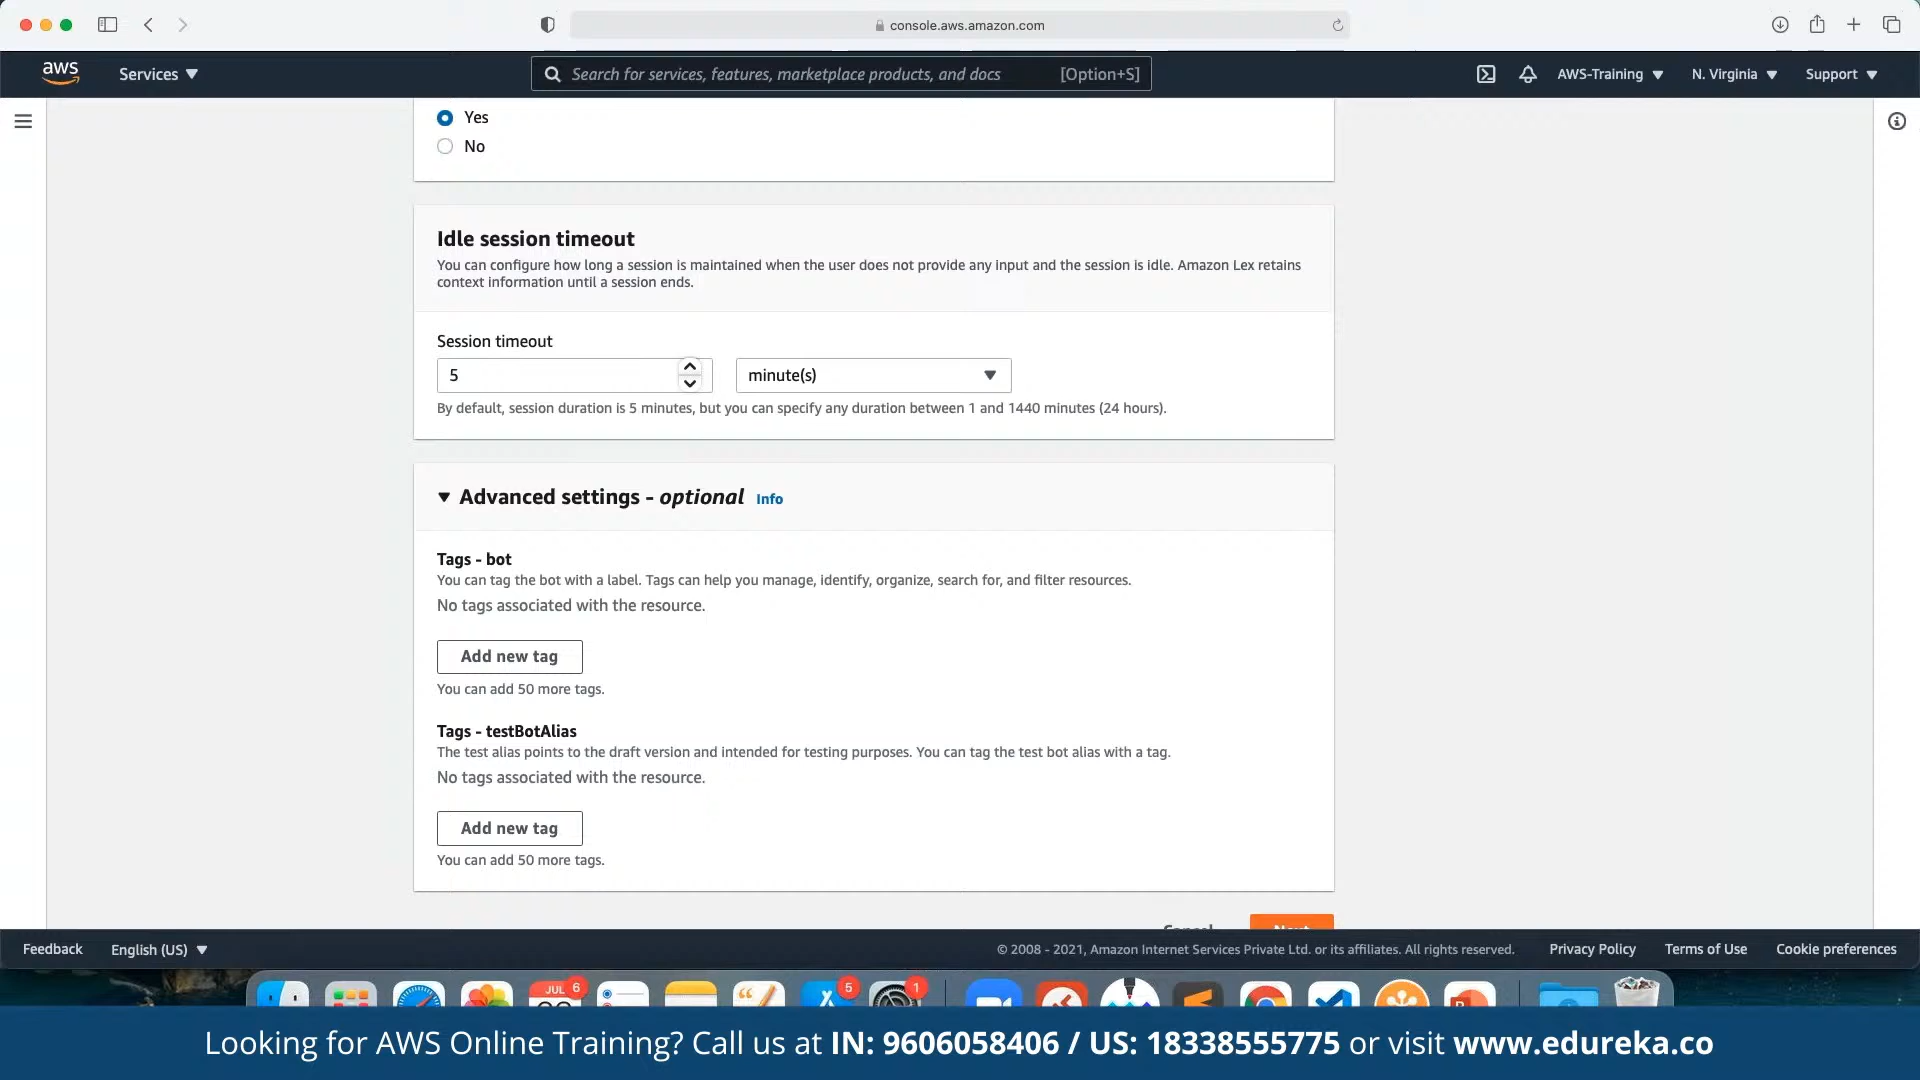 console.aws.amazon.com
aws
Services
Search for services, features, marketplace products, and docs
[Option+S]
AWS-Training
N. Virginia
Support
Yes
No
Idle session timeout
You can configure how long a session is maintained when the user does not provide any input and the session is idle. Amazon Lex retains
context information until a session ends.
Session timeout
5
minute(s)
By default, session duration is 5 minutes, but you can specify any duration between 1 and 1440 minutes (24 hours).
Advanced settings - optional Info
Tags - bot
You can tag the bot with a label. Tags can help you manage, identify, organize, search for, and filter resources.
No tags associated with the resource.
Add new tag
You can add 50 more tags.
Tags - testBotAlias
The test alias points to the draft version and intended for testing purposes. You can tag the test bot alias with a tag.
No tags associated with the resource.
Add new tag
You can add 50 more tags.
Cancel
Next
Feedback
English (US)
© 2008 - 2021, Amazon Internet Services Private Ltd. or its affiliates. All rights reserved.
Privacy Policy
Terms of Use
Cookie preferences
JUL
6
5
1
Looking for AWS Online Training? Call us at IN: 9606058406 / US: 18338555775 or visit www.edureka.co